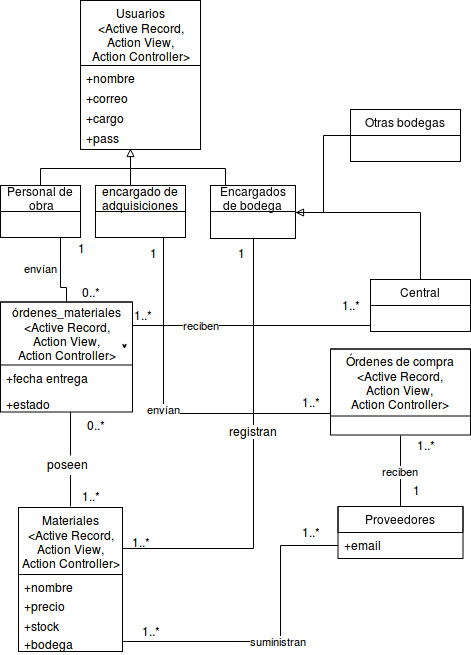 Usuarios
<Active Record,
Action View,
Action Controller>
+nombre
+correo
+cargo
+pass
Otras bodegas
Personal de
obra
encargado de
adquisiciones
Encargados
de bodega
1
1
1
envían
0..*
Central
órdenes_materiales
<Active Record,
Action View,
Action Controller>
+fecha entrega
+estado
1..*
reciben
1..*
Órdenes de compra
<Active Record,
Action View,
Action Controller>
envían
1..*
0..*
registran
1..*
poseen
reciben
1
1..*
Materiales
<Active Record,
Action View,
Action Controller>
+nombre
+precio
+stock
+bodega
1..*
1..*
Proveedores
+email
1..*
suministran